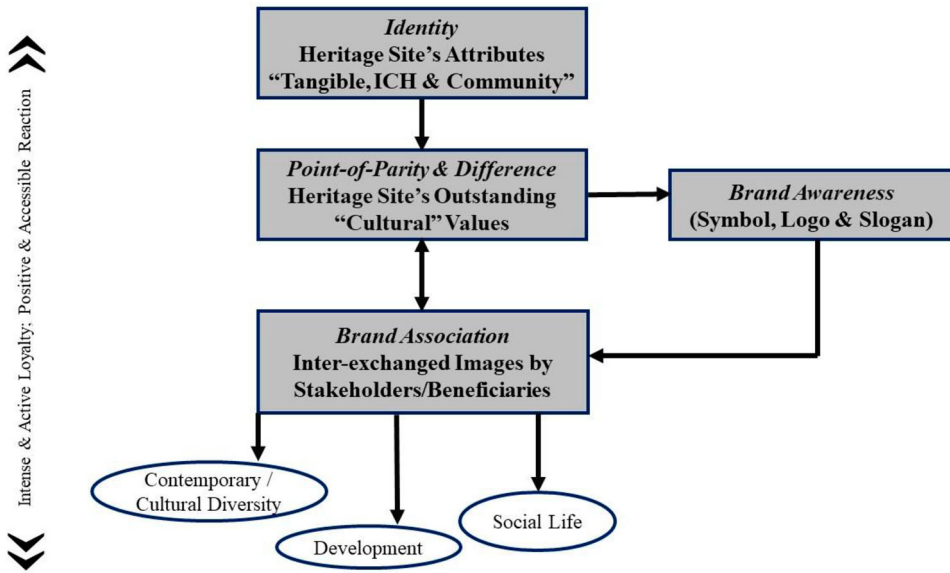 Identity
Heritage Site's Attributes
“Tangible, ICH & Community”
Point-of-Parity & Difference
Heritage Site's Outstanding
“Cultural” Values
Brand Awareness
(Symbol, Logo & Slogan)
Brand Association
Inter-exchanged Images by
Stakeholders/Beneficiaries
Contemporary /
Cultural Diversity
Development
Social Life
Intense & Active Loyalty: Positive & Accessible Reaction